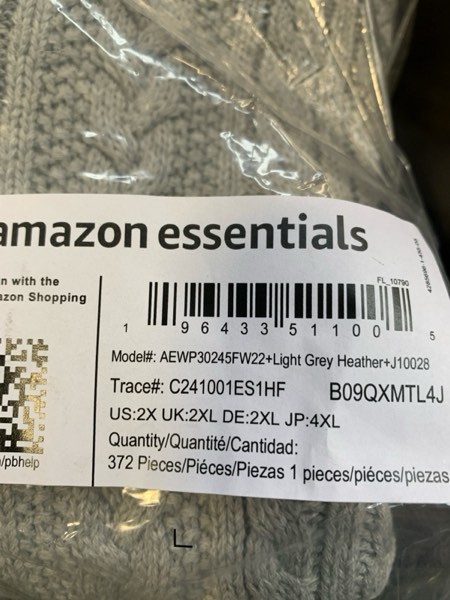 amazon essentials
n with the
azon Shopping
FL_10790
1 96433 51100 5
Model#: AEWP30245FW22+Light Grey Heather+J10028
Trace#: C241001ES1HF B09QXMTL4J
US:2X UK:2XL DE:2XL JP:4XL
Quantity/Quantité/Cantidad:
372 Pieces/Piéces/Piezas 1 pieces/piéces/piezas
/pbhelp